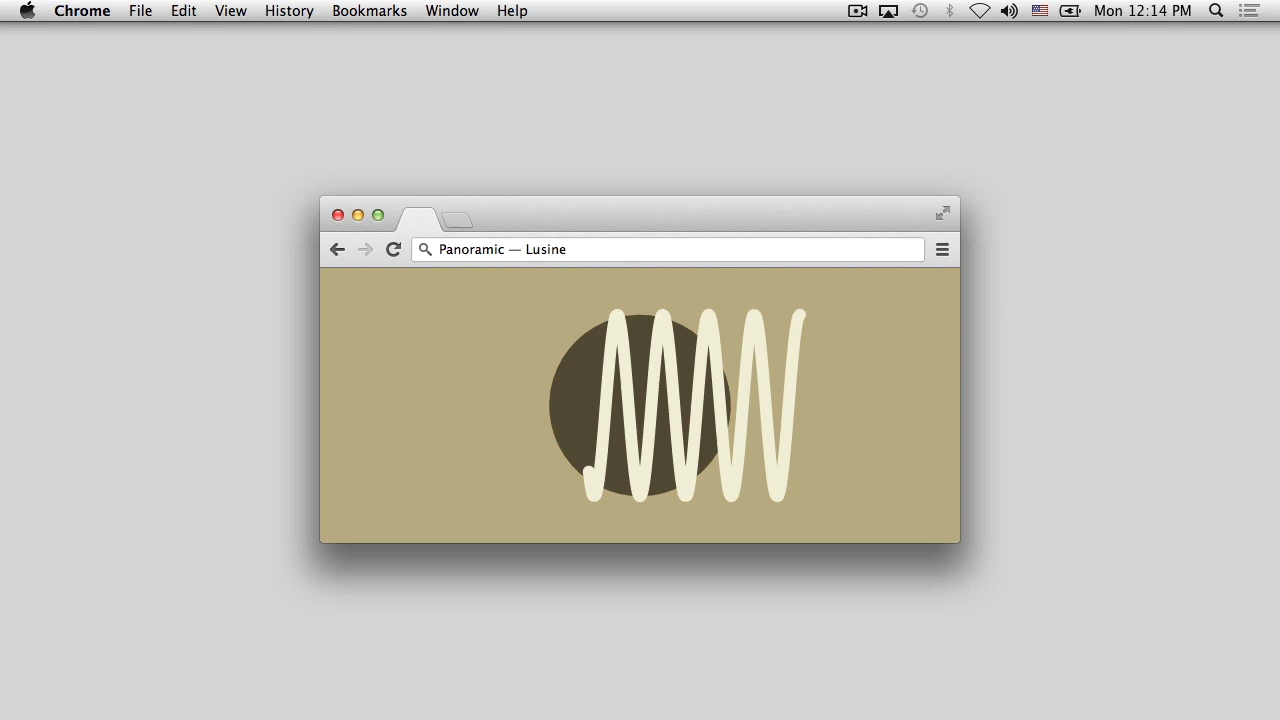 Chrome File Edit View History Bookmarks Window Help Mon 12:14 PM
Panoramic — Lusine